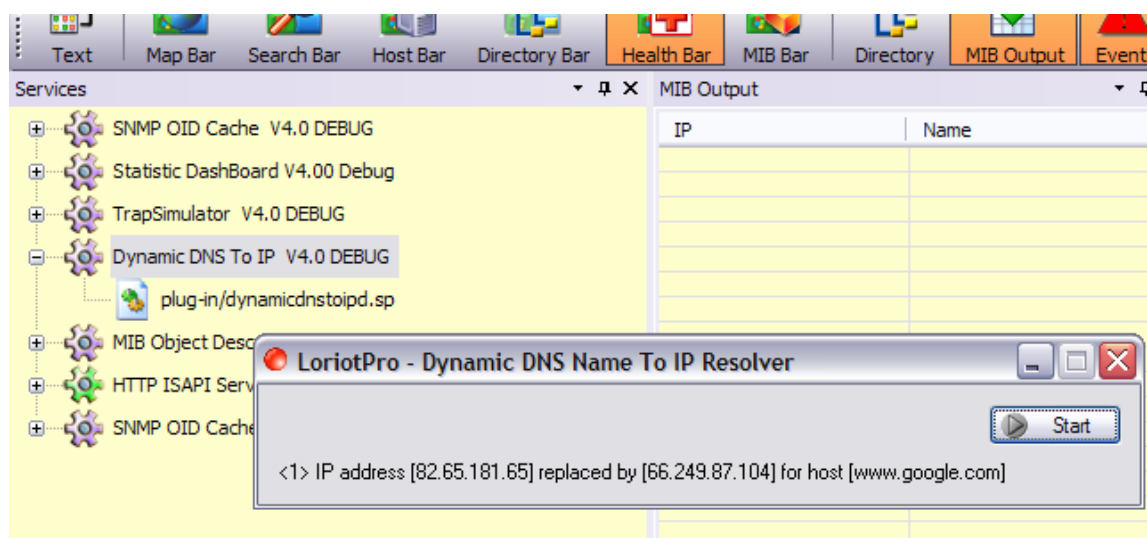 Text Map Bar Search Bar Host Bar Directory Bar Health Bar MIB Bar Directory MIB Output Event
Services
MIB Output
IP Name
SNMP OID Cache V4.0 DEBUG
Statistic DashBoard V4.00 Debug
TrapSimulator V4.0 DEBUG
Dynamic DNS To IP V4.0 DEBUG
plug-in/dynamicdnstoipd.sp
MIB Object Desc
HTTP ISAPI Serv
SNMP OID Cache
LoriotPro - Dynamic DNS Name To IP Resolver
Start
<1> IP address [82.65.181.65] replaced by [66.249.87.104] for host [www.google.com]